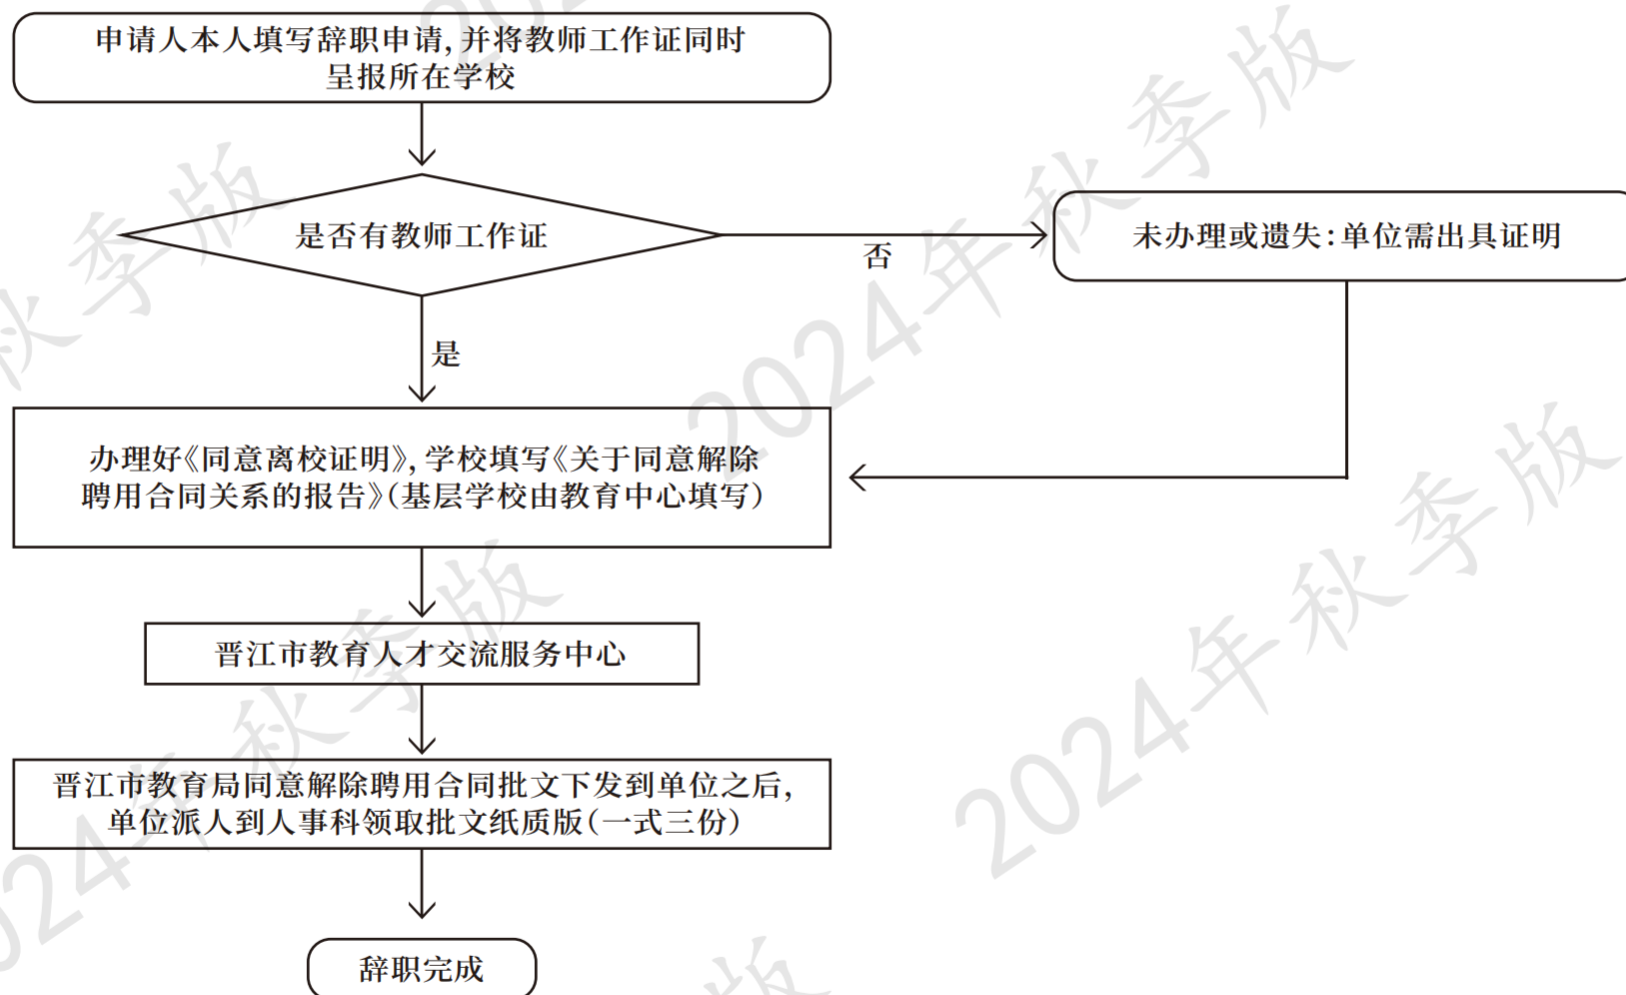 申请人本人填写辞职申请，并将教师工作证同时
呈报所在学校
是否有教师工作证
否
未办理或遗失：单位需出具证明
是
办理好《同意离校证明》，学校填写《关于同意解除
聘用合同关系的报告》（基层学校由教育中心填写）
晋江市教育人才交流服务中心
晋江市教育局同意解除聘用合同批文下发到单位之后，
单位派人到人事科领取批文纸质版（一式三份）
辞职完成
2024年秋季版
2024年秋季版
2024年秋季版
秋季版
202
版